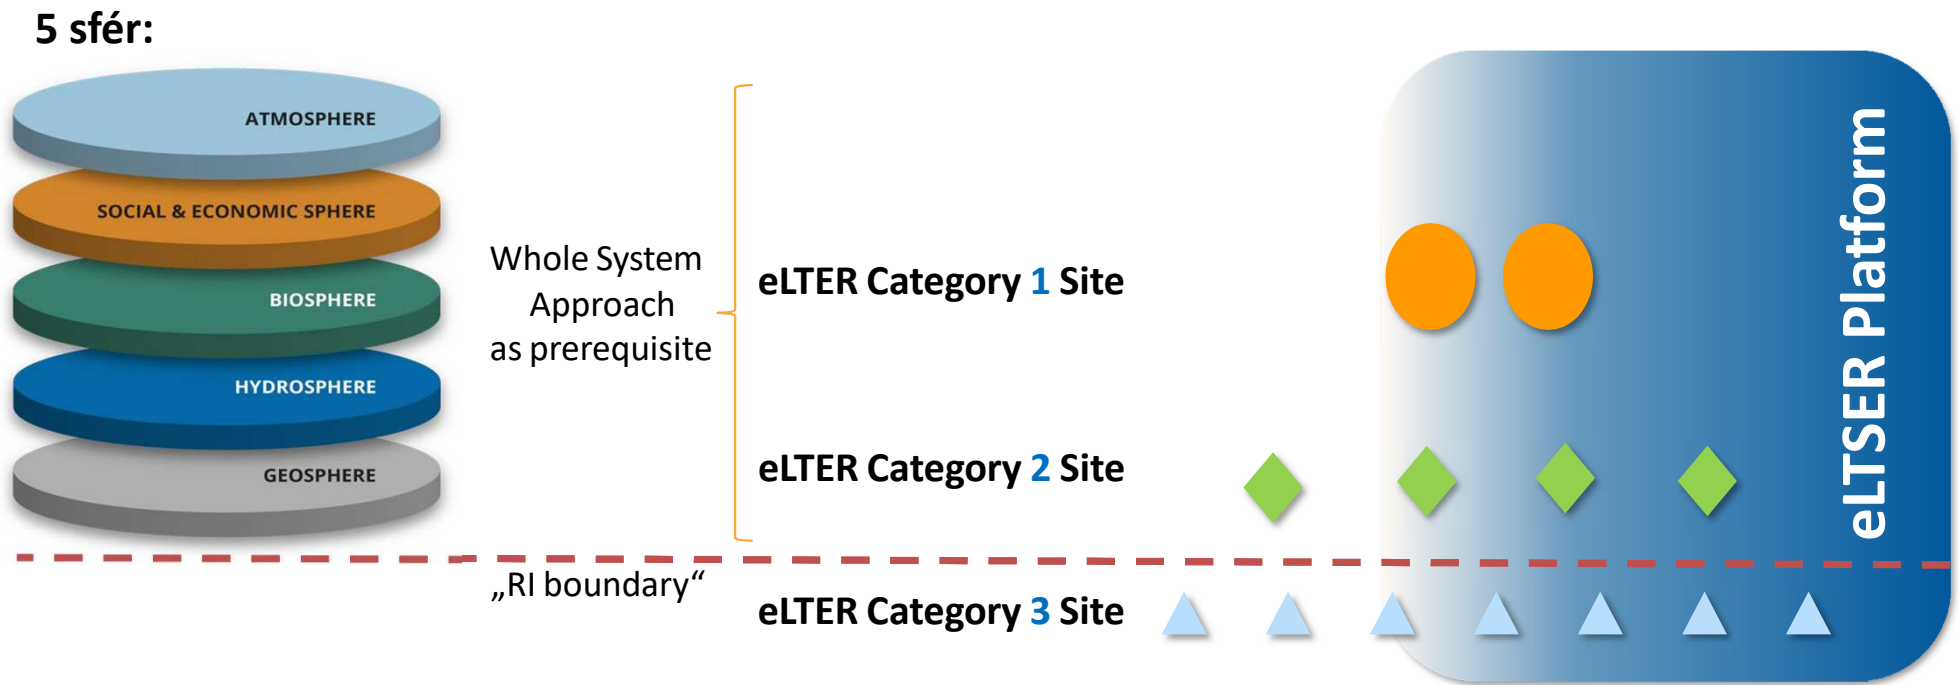 5 sfér:
ATMOSPHERE
SOCIAL & ECONOMIC SPHERE
BIOSPHERE
HYDROSPHERE
GEOSPHERE
Whole System
Approach
as prerequisite
„RI boundary“
eLTER Category 1 Site
eLTER Category 2 Site
eLTER Category 3 Site
eLTSER Platform